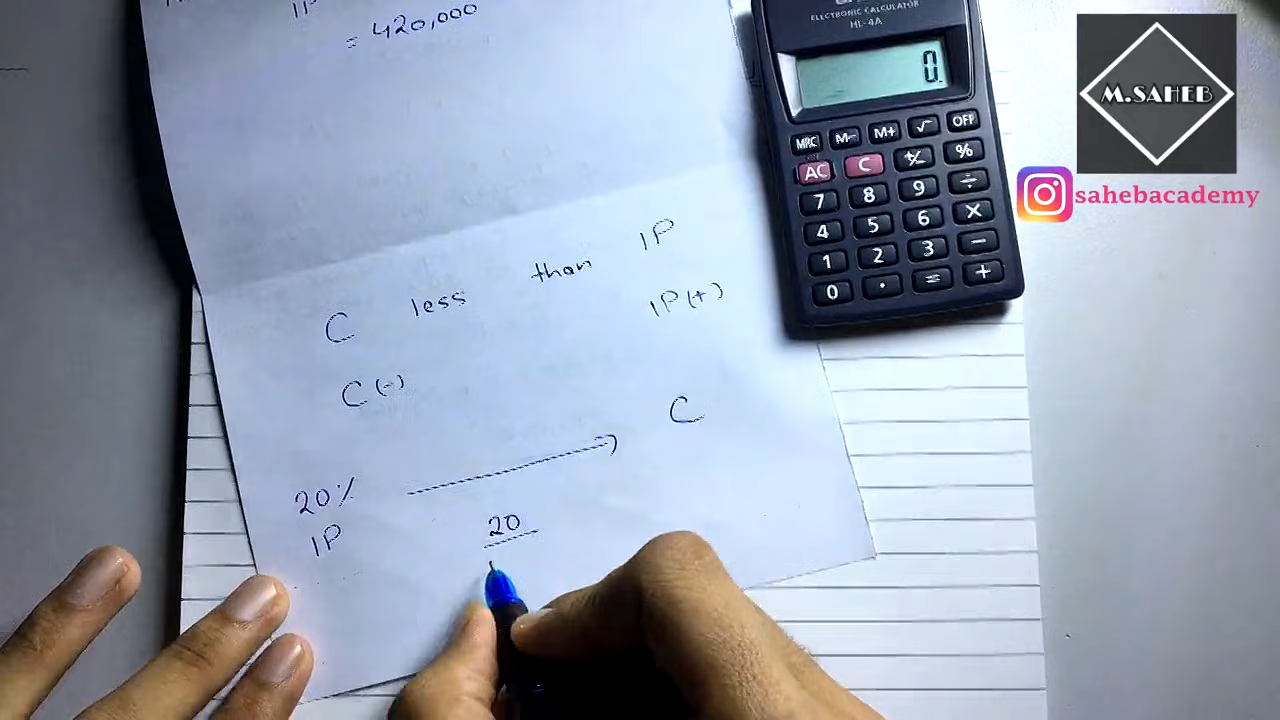 IP
= 420,000
C less than IP
C (-) IP (+)
20% → C
IP
20
ELECTRONIC CALCULATOR
HL-4A
0.
MRC M- M+ √ OFF
AC C +/- %
7 8 9 ÷
4 5 6 X
1 2 3 -
0 . = +
M.SAHEB
sahebacademy